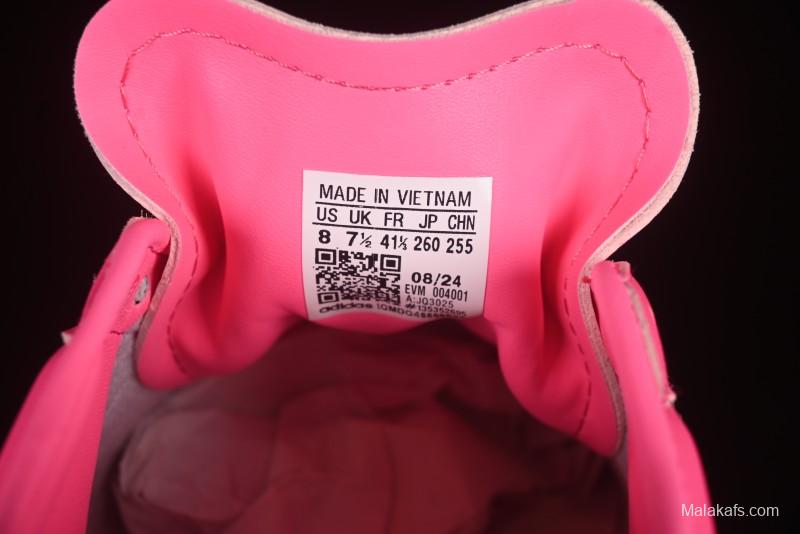 MADE IN VIETNAM
US UK FR JP CHN
8 7½ 41⅓ 260 255
08/24
EVM 004001
A:JQ3025
adidas
Malakafs.com